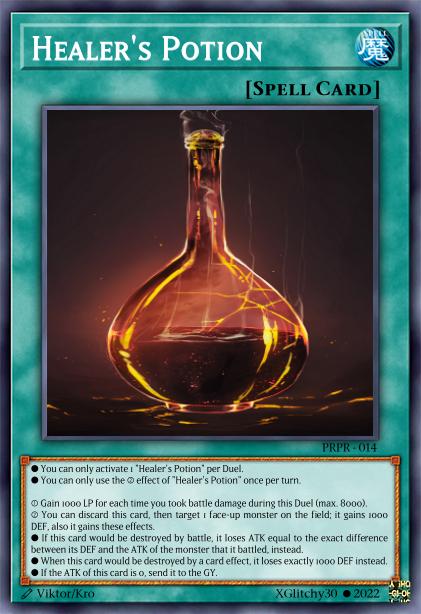 HEALER'S POTION
SPELL
魔
[SPELL CARD]
PRPR - 014
● You can only activate 1 "Healer's Potion" per Duel.
● You can only use the ② effect of "Healer's Potion" once per turn.
① Gain 1000 LP for each time you took battle damage during this Duel (max. 8000).
② You can discard this card, then target 1 face-up monster on the field; it gains 1000
DEF, also it gains these effects.
● If this card would be destroyed by battle, it loses ATK equal to the exact difference
between its DEF and the ATK of the monster that it battled, instead.
● When this card would be destroyed by a card effect, it loses exactly 1000 DEF instead.
● If the ATK of this card is 0, send it to the GY.
Viktor/Kro
XGlitchy30 ● 2022